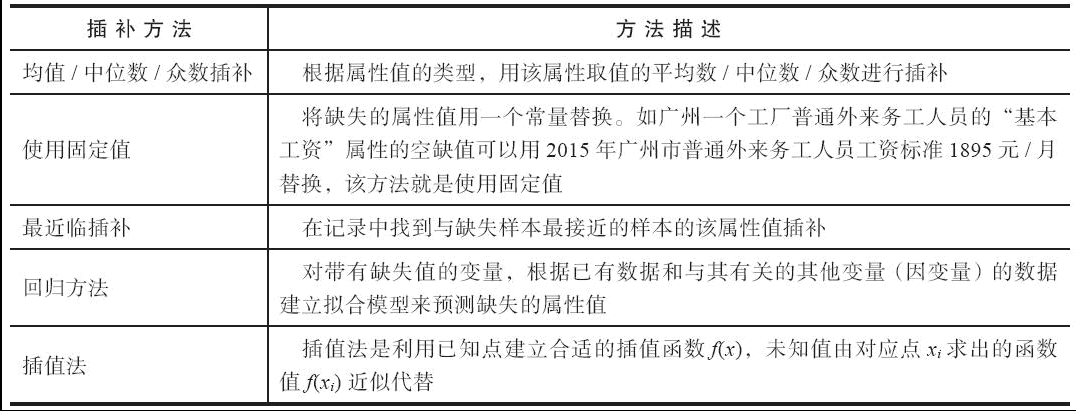 插补方法 方法描述
均值/中位数/众数插补 根据属性值的类型，用该属性取值的平均数/中位数/众数进行插补
将缺失的属性值用一个常量替换。如广州一个工厂普通外来务工人员的“基本
使用固定值 工资”属性的空缺值可以用2015年广州市普通外来务工人员工资标准1895元/月
替换，该方法就是使用固定值
最近临插补 在记录中找到与缺失样本最接近的样本的该属性值插补
回归方法 对带有缺失值的变量，根据已有数据和与其有关的其他变量（因变量）的数据
建立拟合模型来预测缺失的属性值
插值法 插值法是利用已知点建立合适的插值函数 f(x)，未知值由对应点 xi 求出的函数
值 f(xi) 近似代替